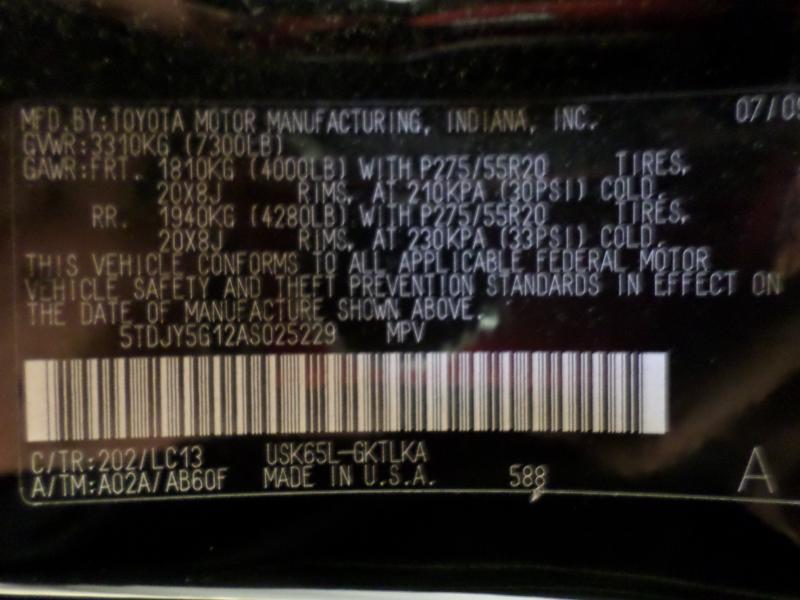 MFD. BY: TOYOTA MOTOR MANUFACTURING, INDIANA, INC. 07/09
GVWR: 3310KG (7300LB)
GAWR: FRT. 1810KG (4000LB) WITH P275/55R20 TIRES,
20X8J RIMS, AT 210KPA (30PSI) COLD.
RR. 1940KG (4280LB) WITH P275/55R20 TIRES,
20X8J RIMS, AT 230KPA (33PSI) COLD.
THIS VEHICLE CONFORMS TO ALL APPLICABLE FEDERAL MOTOR
VEHICLE SAFETY AND THEFT PREVENTION STANDARDS IN EFFECT ON
THE DATE OF MANUFACTURE SHOWN ABOVE.
5TDJY5G12AS025229 MPV
C/TR: 202/LC13 USK65L-GKTLKA
A/TM: A02A/AB60F MADE IN U.S.A. 588 A